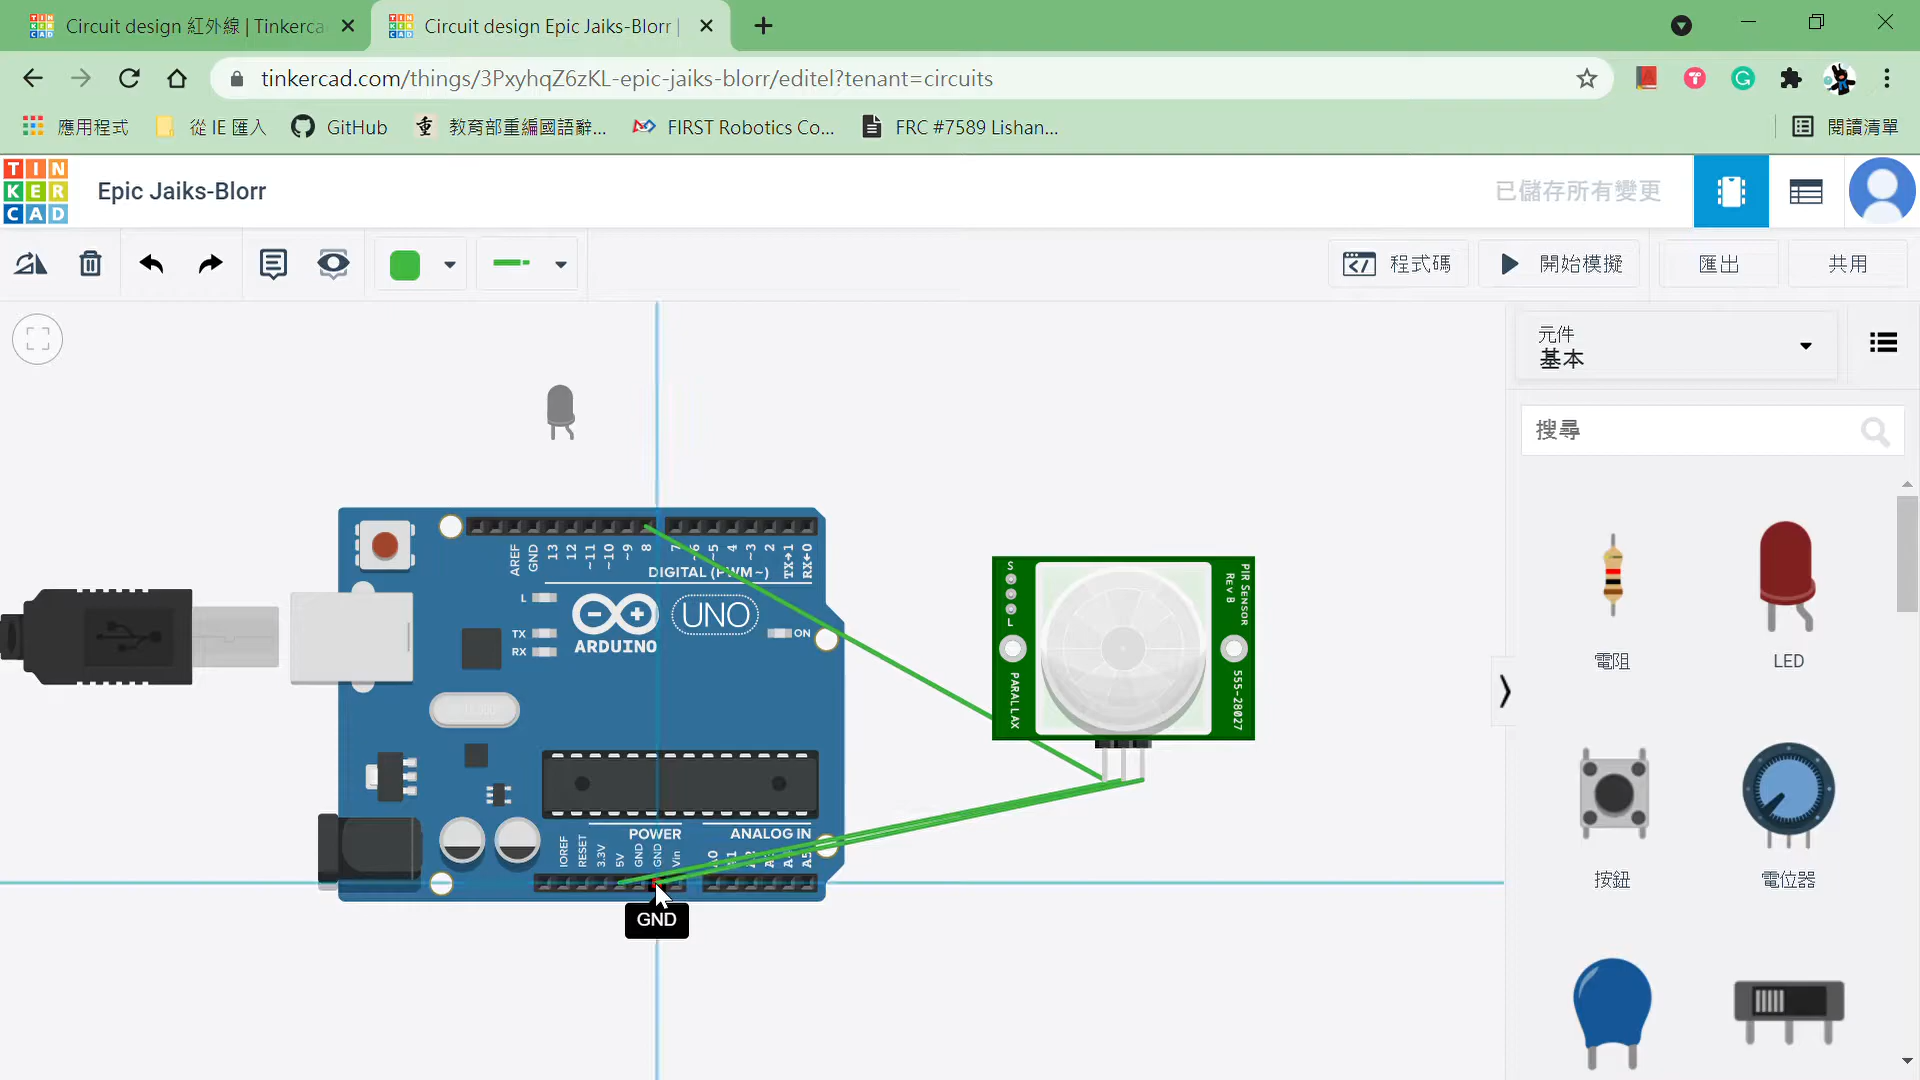 Circuit design 紅外線 | Tinkerca
Circuit design Epic Jaiks-Blorr |
tinkercad.com/things/3PxyhqZ6zKL-epic-jaiks-blorr/editel?tenant=circuits
應用程式
從 IE 匯入
GitHub
教育部重編國語辭...
FIRST Robotics Co...
FRC #7589 Lishan...
閱讀清單
TIN
KER
CAD
Epic Jaiks-Blorr
已儲存所有變更
程式碼
開始模擬
匯出
共用
元件
基本
搜尋
電阻
LED
按鈕
電位器
AREF
GND
13
12
~11
~10
~9
8
7
~6
~5
4
~3
2
TX→1
RX←0
DIGITAL (PWM~)
L
TX
RX
ARDUINO
UNO
ON
POWER
ANALOG IN
IOREF
RESET
3.3V
5V
GND
GND
Vin
A0
A1
A2
A3
A4
A5
GND
S
L
PARALLAX
PIR SENSOR
REV B
555-28027